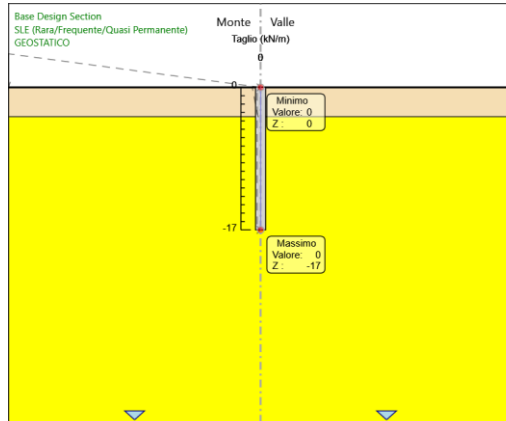 Base Design Section
SLE (Rara/Frequente/Quasi Permanente)
GEOSTATICO
Monte Valle
Taglio (kN/m)
0
0
Minimo
Valore: 0
Z : 0
-17
Massimo
Valore: 0
Z : -17